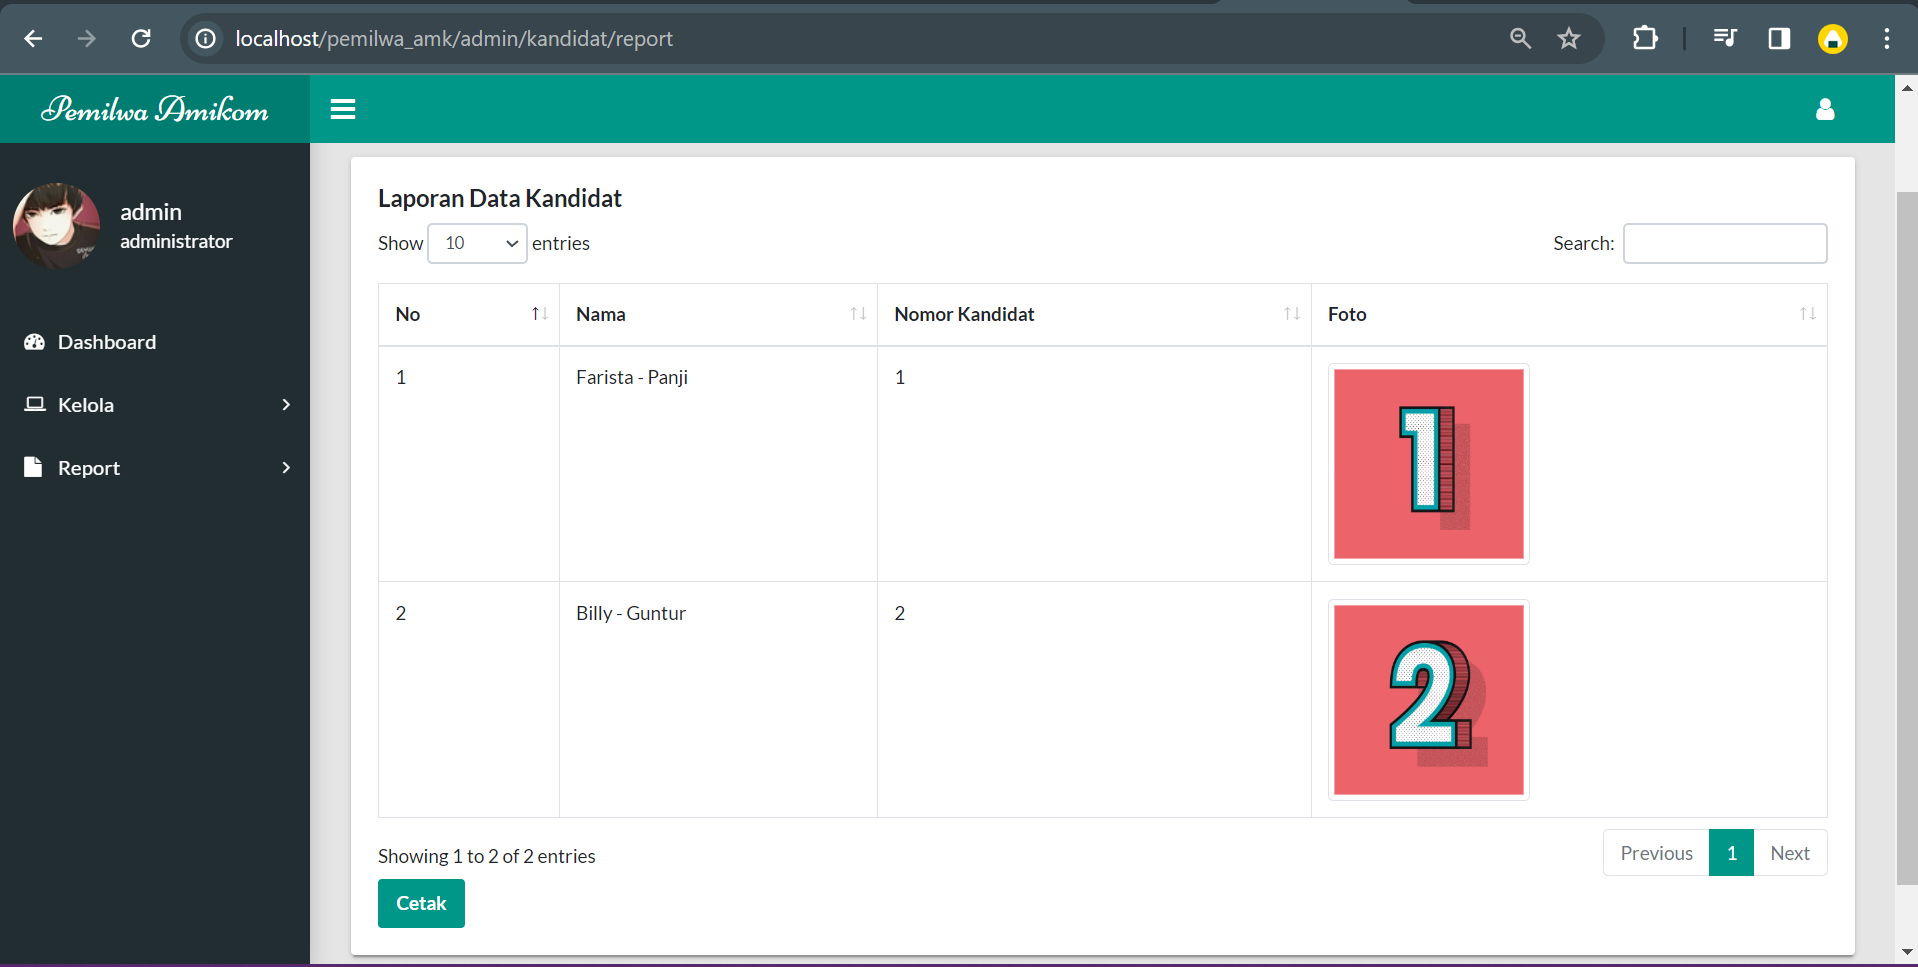 localhost/pemilwa_amk/admin/kandidat/report
Pemilwa Amikom
admin
administrator
Dashboard
Kelola
Report
Laporan Data Kandidat
Show 10 entries
Search:
No Nama Nomor Kandidat Foto
1 Farista - Panji 1 1
2 Billy - Guntur 2 2
Showing 1 to 2 of 2 entries
Previous 1 Next
Cetak